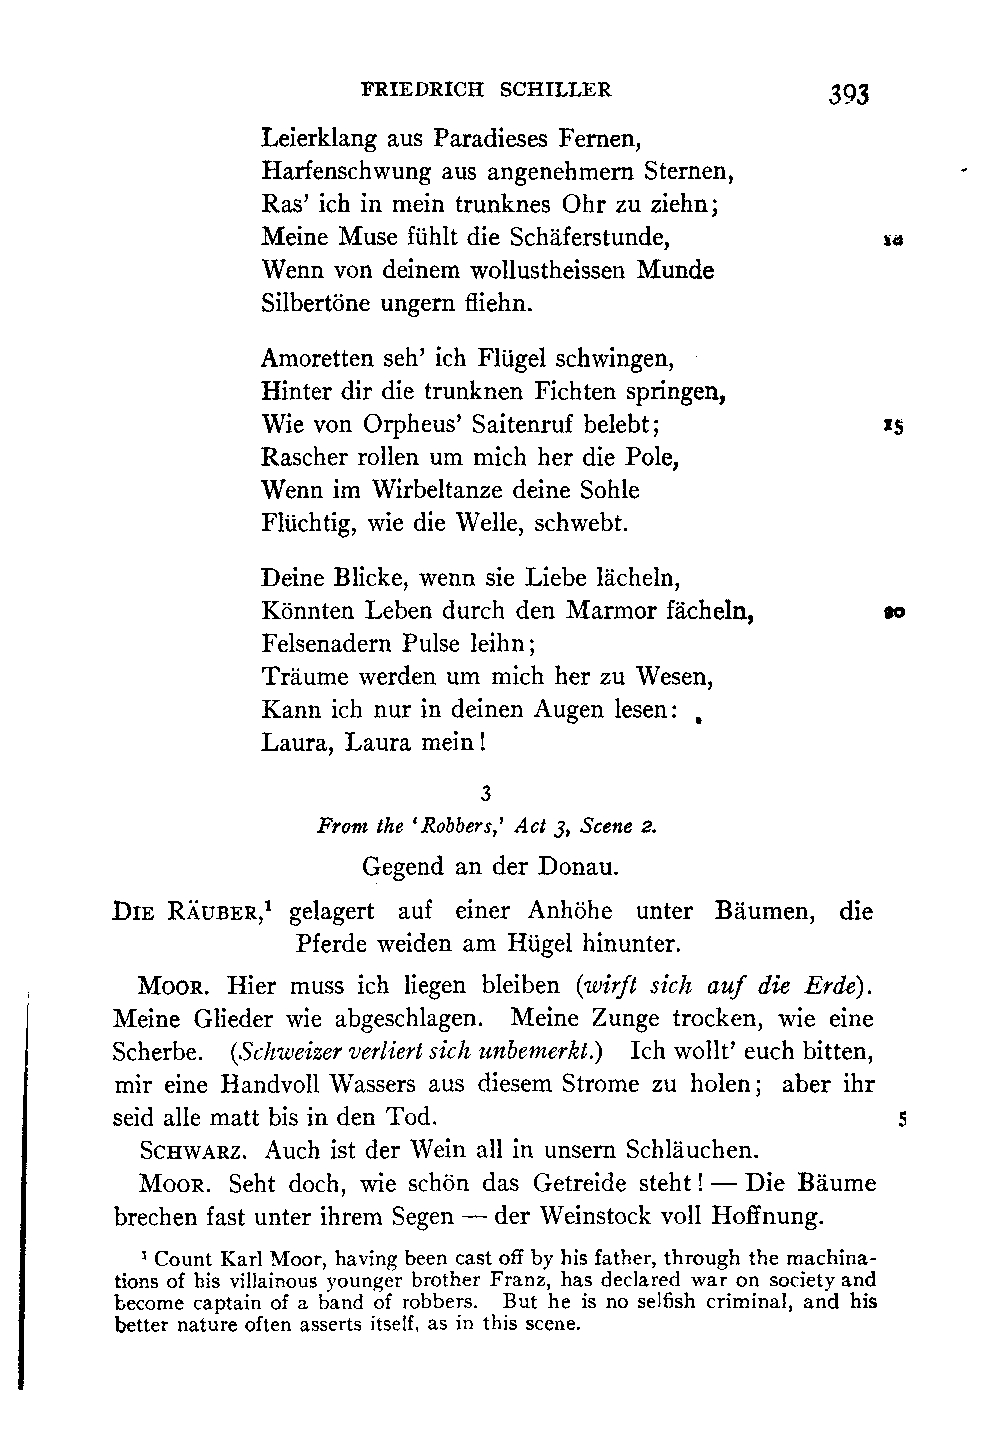 FRIEDRICH SCHILLER 393
Leierklang aus Paradieses Fernen,
Harfenschwung aus angenehmern Sternen,
Ras' ich in mein trunknes Ohr zu ziehn;
Meine Muse fühlt die Schäferstunde, 10
Wenn von deinem wollustheissen Munde
Silbertöne ungern fliehn.
Amoretten seh' ich Flügel schwingen,
Hinter dir die trunknen Fichten springen,
Wie von Orpheus' Saitenruf belebt; 15
Rascher rollen um mich her die Pole,
Wenn im Wirbeltanze deine Sohle
Flüchtig, wie die Welle, schwebt.
Deine Blicke, wenn sie Liebe lächeln,
Könnten Leben durch den Marmor fächeln, 20
Felsenadern Pulse leihn;
Träume werden um mich her zu Wesen,
Kann ich nur in deinen Augen lesen:
Laura, Laura mein!
3
From the 'Robbers,' Act 3, Scene 2.
Gegend an der Donau.
DIE RÄUBER,¹ gelagert auf einer Anhöhe unter Bäumen, die
Pferde weiden am Hügel hinunter.
MOOR. Hier muss ich liegen bleiben (wirft sich auf die Erde).
Meine Glieder wie abgeschlagen. Meine Zunge trocken, wie eine
Scherbe. (Schweizer verliert sich unbemerkt.) Ich wollt' euch bitten,
mir eine Handvoll Wassers aus diesem Strome zu holen; aber ihr
seid alle matt bis in den Tod. 5
SCHWARZ. Auch ist der Wein all in unsern Schläuchen.
MOOR. Seht doch, wie schön das Getreide steht! — Die Bäume
brechen fast unter ihrem Segen — der Weinstock voll Hoffnung.
¹ Count Karl Moor, having been cast off by his father, through the machina-
tions of his villainous younger brother Franz, has declared war on society and
become captain of a band of robbers. But he is no selfish criminal, and his
better nature often asserts itself, as in this scene.